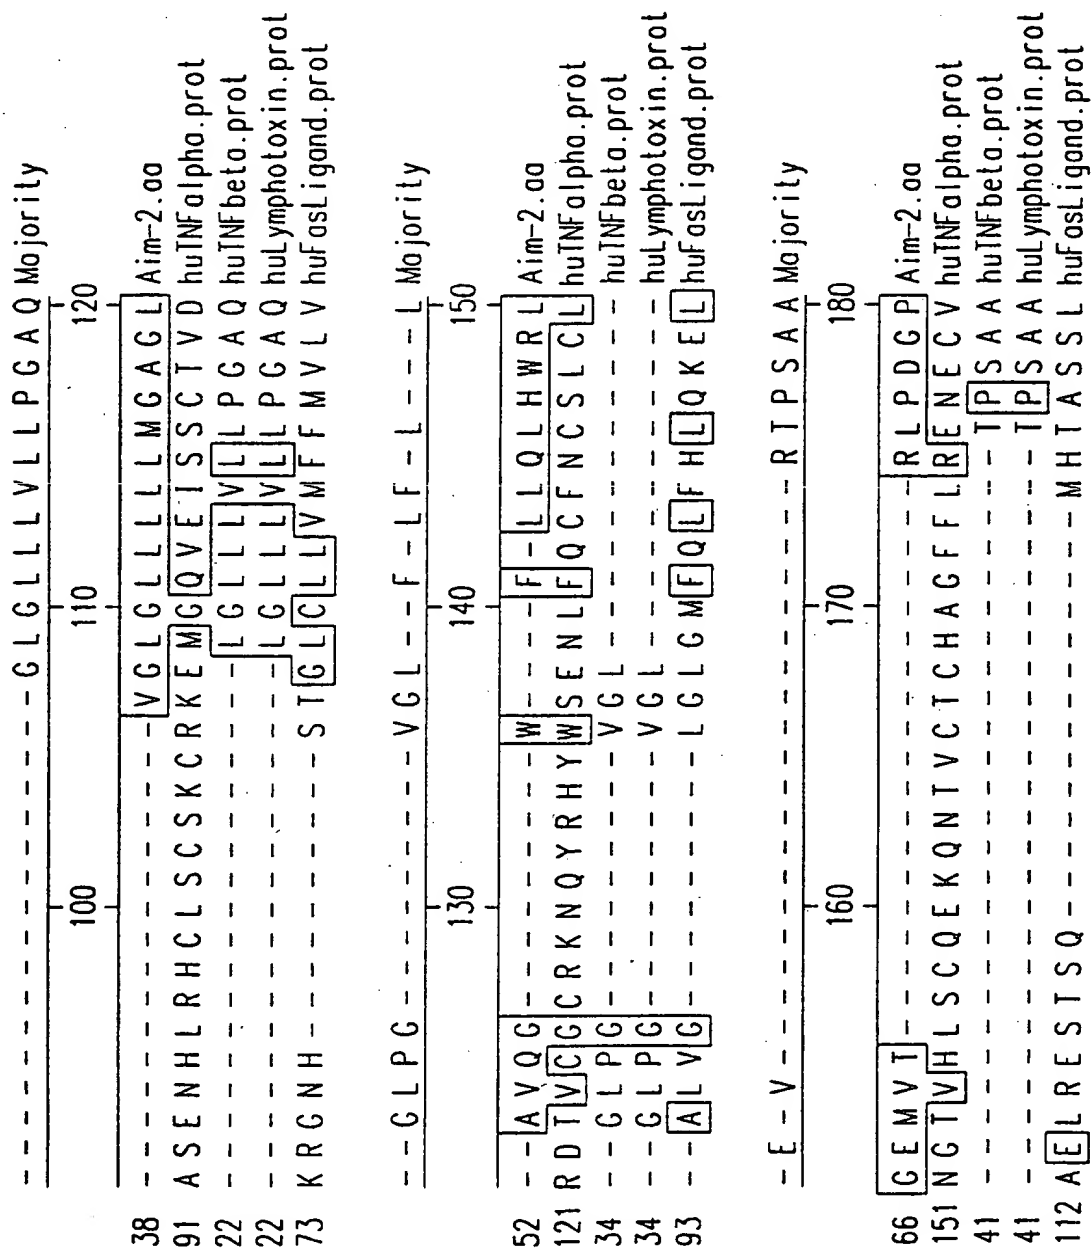 - - - - - - - - - - - - - - - - - G L G L L L V L L P G A Q Majority
100 110 120
38 - - - - - - - - - - - - - - - - V G L G L L L L L M G A G L Aim-2.aa
91 A S E N H L R H C L S C S K C R K E M G Q V E I S S C T V D huTNFalpha.prot
22 - - - - - - - - - - - - - - - - - - L G L L L V L L P G A Q huTNFbeta.prot
22 - - - - - - - - - - - - - - - - - - L G L L L V L L P G A Q huLymphotoxin.prot
73 K R G N H - - - - - - - - - - S T G L C L L V M F F M V L V huFasLigand.prot
- - G L P G - - - - - - - - - V G L - - F - L F - L - - - L Majority
130 140 150
52 - - A V Q G - - - - - - - - - W - - - - F - L L Q L H W R L Aim-2.aa
121 R D T V C G C R K N Q Y R H Y W S E N L F Q C F N C S L C L huTNFalpha.prot
34 - - G L P G - - - - - - - - - V G L - - - - - - - - - - - - huTNFbeta.prot
34 - - G L P G - - - - - - - - - V G L - - - - - - - - - - - - huLymphotoxin.prot
93 - - A L V G - - - - - - - - - L G L G M F Q L F H L Q K E L huFasLigand.prot
- E - V - - - - - - - - - - - - - - - - - - - - R T P S A A Majority
160 170 180
66 G E M V T - - - - - - - - - - - - - - - - - - - R L P D G P Aim-2.aa
151 N G T V H L S C Q E K Q N T V C T C H A G F F L R E N E C V huTNFalpha.prot
41 - - - - - - - - - - - - - - - - - - - - - - - - - T P S A A huTNFbeta.prot
41 - - - - - - - - - - - - - - - - - - - - - - - - - T P S A A huLymphotoxin.prot
112 A E L R E S T S Q - - - - - - - - - - - - - - M H T A S S L huFasLigand.prot